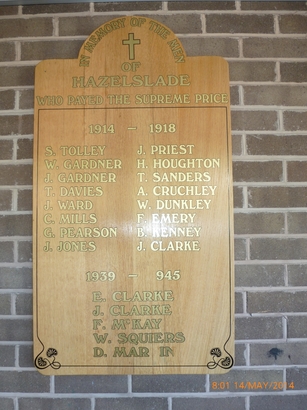 IN MEMORY OF THE MEN
OF
HAZELSLADE
WHO PAYED THE SUPREME PRICE
1914 – 1918
S. TOLLEY J. PRIEST
W. GARDNER H. HOUGHTON
J. GARDNER T. SANDERS
T. DAVIES A. CRUCHLEY
J. WARD W. DUNKLEY
C. MILLS F. EMERY
G. PEARSON B. KENNEY
J. JONES J. CLARKE
1939 – 945
E. CLARKE
J. CLARKE
F. McKAY
W. SQUIERS
D. MAR IN
8:01 14/MAY/2014